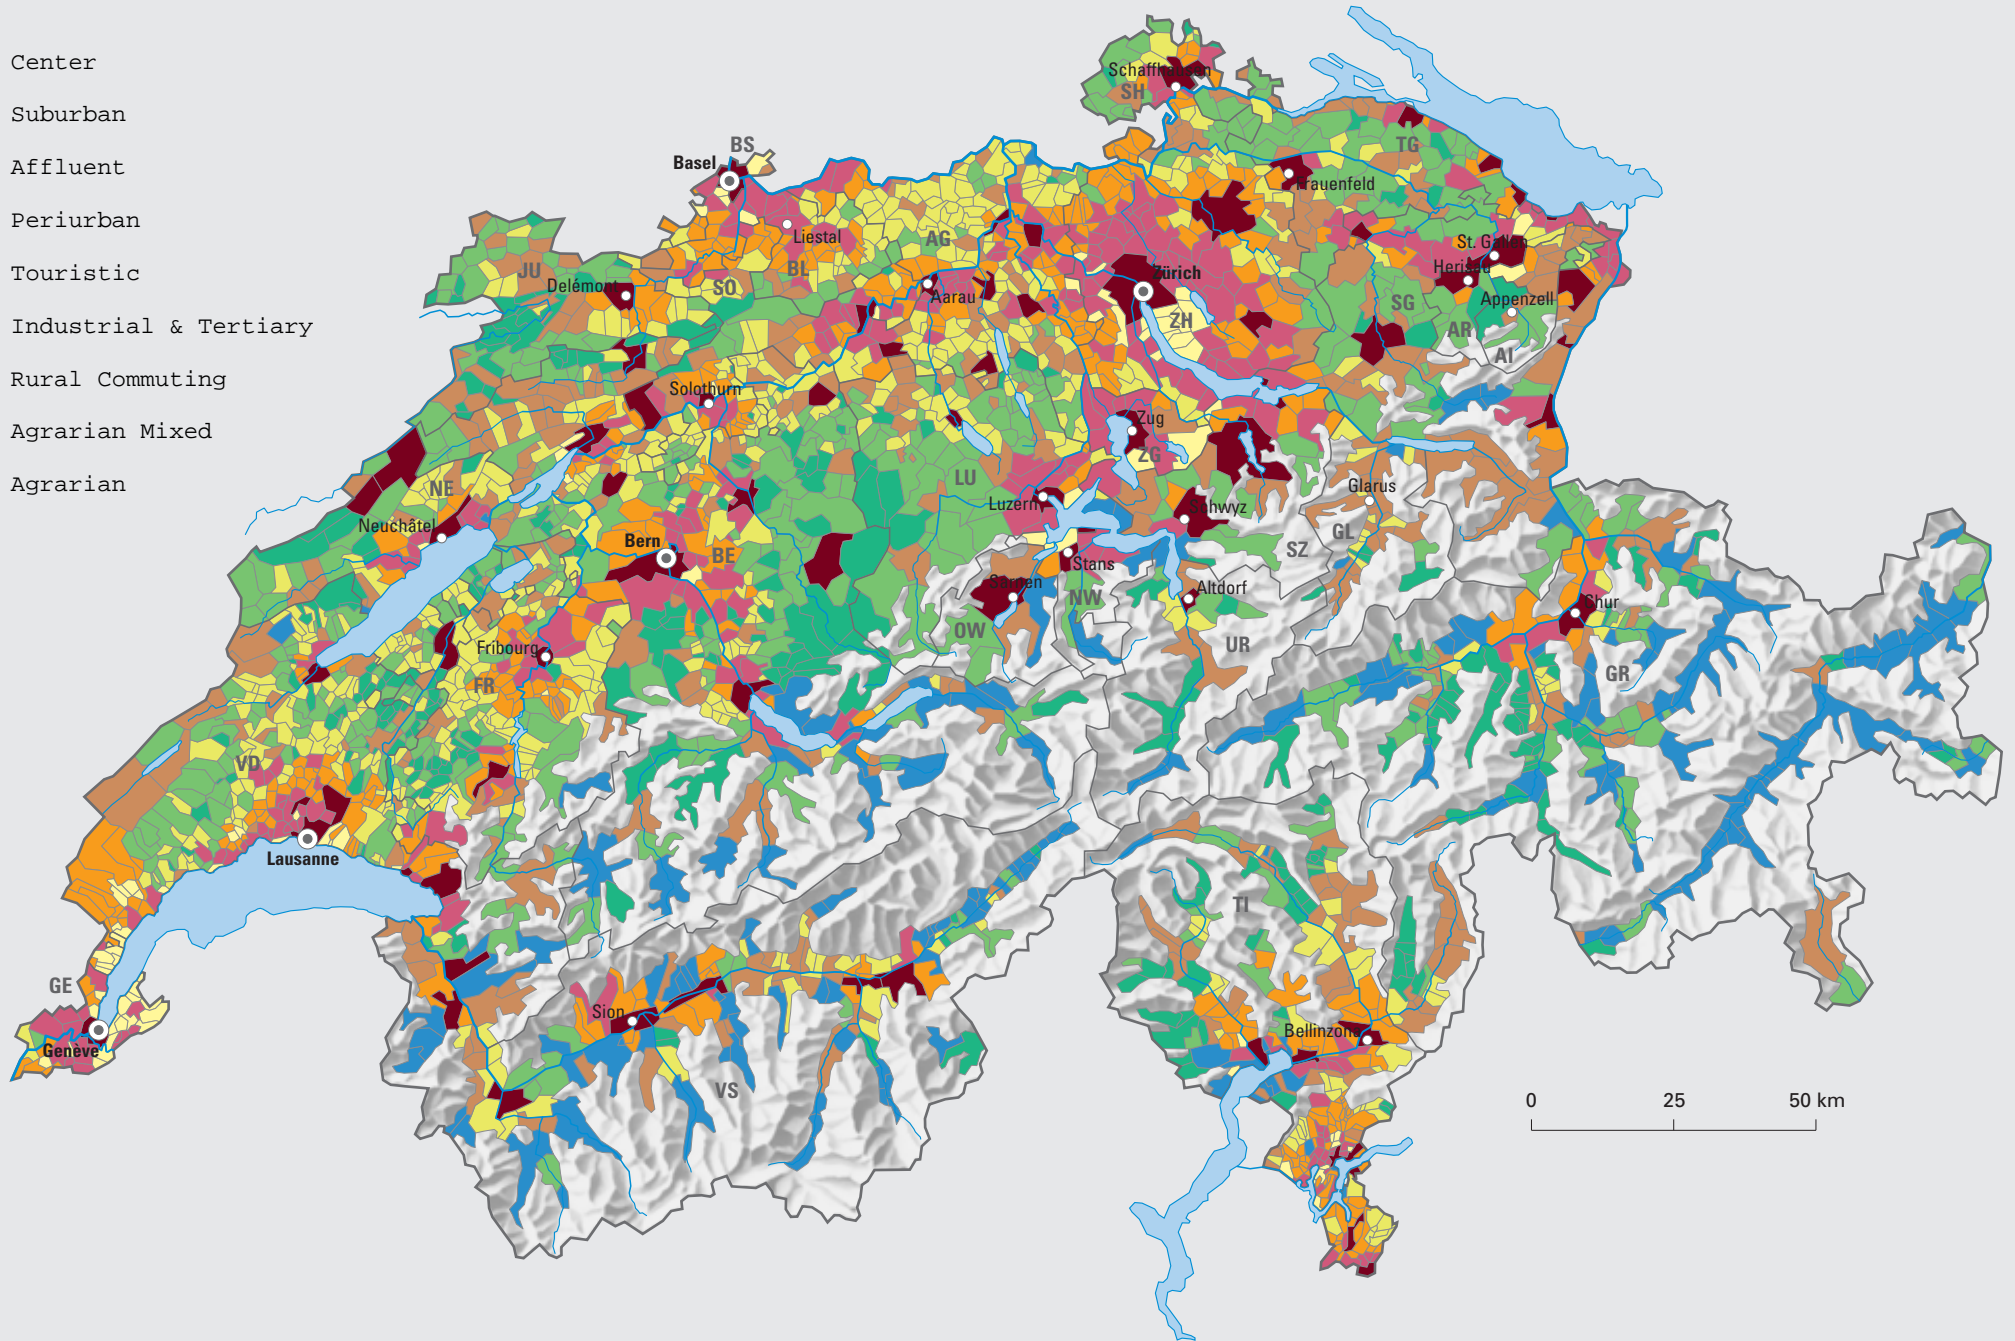 Center
Suburban
Affluent
Periurban
Touristic
Industrial & Tertiary
Rural Commuting
Agrarian Mixed
Agrarian
Schaffhausen
SH
BS
Basel
TG
Frauenfeld
Liestal
AG
BL
St. Gallen
Herisau
JU
Delémont
SO
Aarau
Zürich
ZH
SG
Appenzell
AR
AI
Solothurn
Zug
ZG
NE
LU
Glarus
Neuchâtel
Luzern
Schwyz
GL
SZ
Bern
BE
Stans
Sarnen
NW
Altdorf
Chur
OW
UR
Fribourg
FR
GR
VD
Lausanne
TI
GE
Genève
Sion
Bellinzona
VS
0 25 50 km